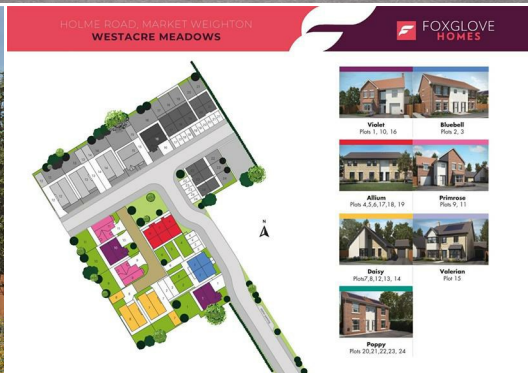 HOLME ROAD, MARKET WEIGHTON
WESTACRE MEADOWS
FOXGLOVE
HOMES
Violet
Plots 1, 10, 16
Bluebell
Plots 2, 3
Allium
Plots 4,5,6,17,18, 19
Primrose
Plots 9, 11
Daisy
Plots7,8,12,13, 14
Valerian
Plot 15
Poppy
Plots 20,21,22,23, 24
N